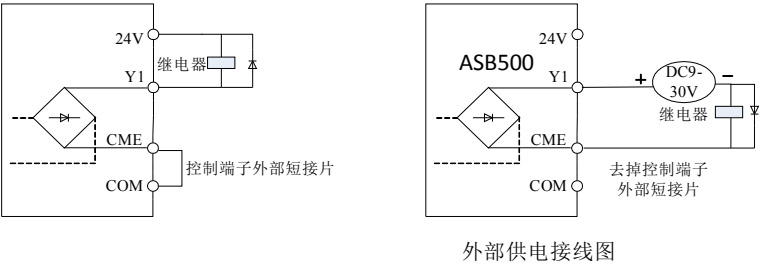 24V
继电器
Y1
CME
控制端子外部短接片
COM
24V
ASB500
Y1
+
DC9-
30V
−
继电器
CME
去掉控制端子
外部短接片
COM
外部供电接线图